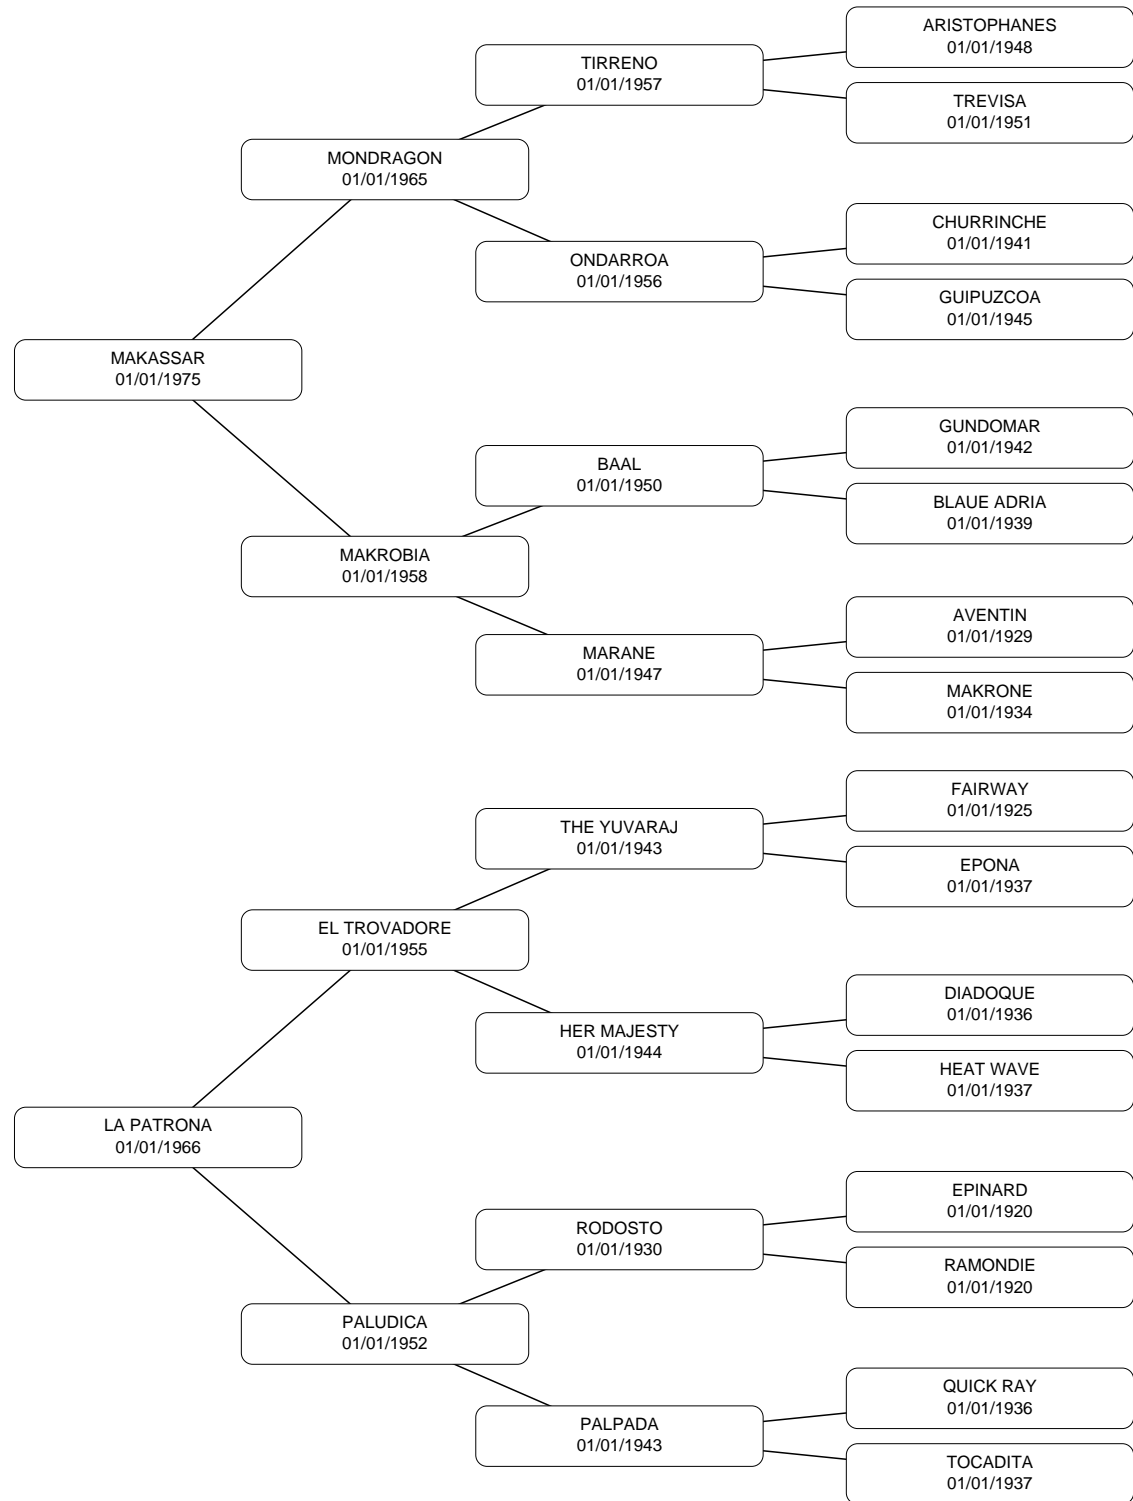 ARISTOPHANES
01/01/1948
TIRRENO
01/01/1957
TREVISA
01/01/1951
MONDRAGON
01/01/1965
CHURRINCHE
01/01/1941
ONDARROA
01/01/1956
GUIPUZCOA
01/01/1945
MAKASSAR
01/01/1975
GUNDOMAR
01/01/1942
BAAL
01/01/1950
BLAUE ADRIA
01/01/1939
MAKROBIA
01/01/1958
AVENTIN
01/01/1929
MARANE
01/01/1947
MAKRONE
01/01/1934
FAIRWAY
01/01/1925
THE YUVARAJ
01/01/1943
EPONA
01/01/1937
EL TROVADORE
01/01/1955
DIADOQUE
01/01/1936
HER MAJESTY
01/01/1944
HEAT WAVE
01/01/1937
LA PATRONA
01/01/1966
EPINARD
01/01/1920
RODOSTO
01/01/1930
RAMONDIE
01/01/1920
PALUDICA
01/01/1952
QUICK RAY
01/01/1936
PALPADA
01/01/1943
TOCADITA
01/01/1937